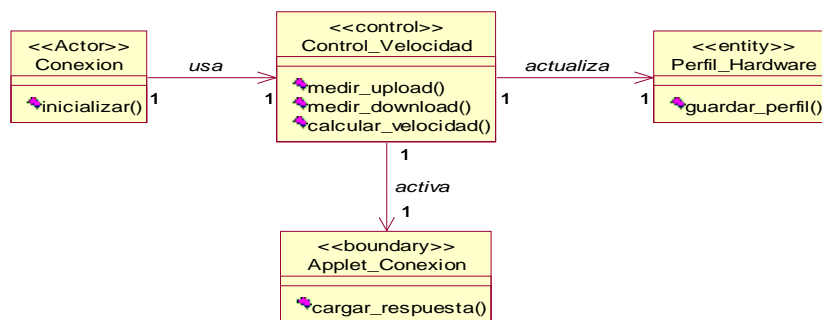 <<Actor>>
Conexion
inicializar()
usa
1
1
<<control>>
Control_Velocidad
medir_upload()
medir_download()
calcular_velocidad()
actualiza
1
1
<<entity>>
Perfil_Hardware
guardar_perfil()
1
activa
1
<<boundary>>
Applet_Conexion
cargar_respuesta()